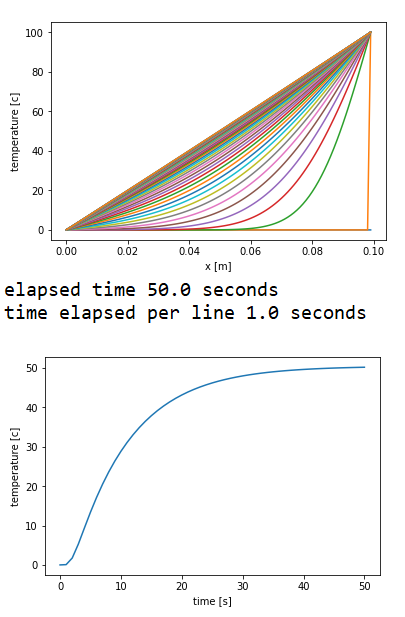 100
80
60
40
20
0
temperature [c]
0.00 0.02 0.04 0.06 0.08 0.10
x [m]
elapsed time 50.0 seconds
time elapsed per line 1.0 seconds
50
40
30
20
10
0
temperature [c]
0 10 20 30 40 50
time [s]